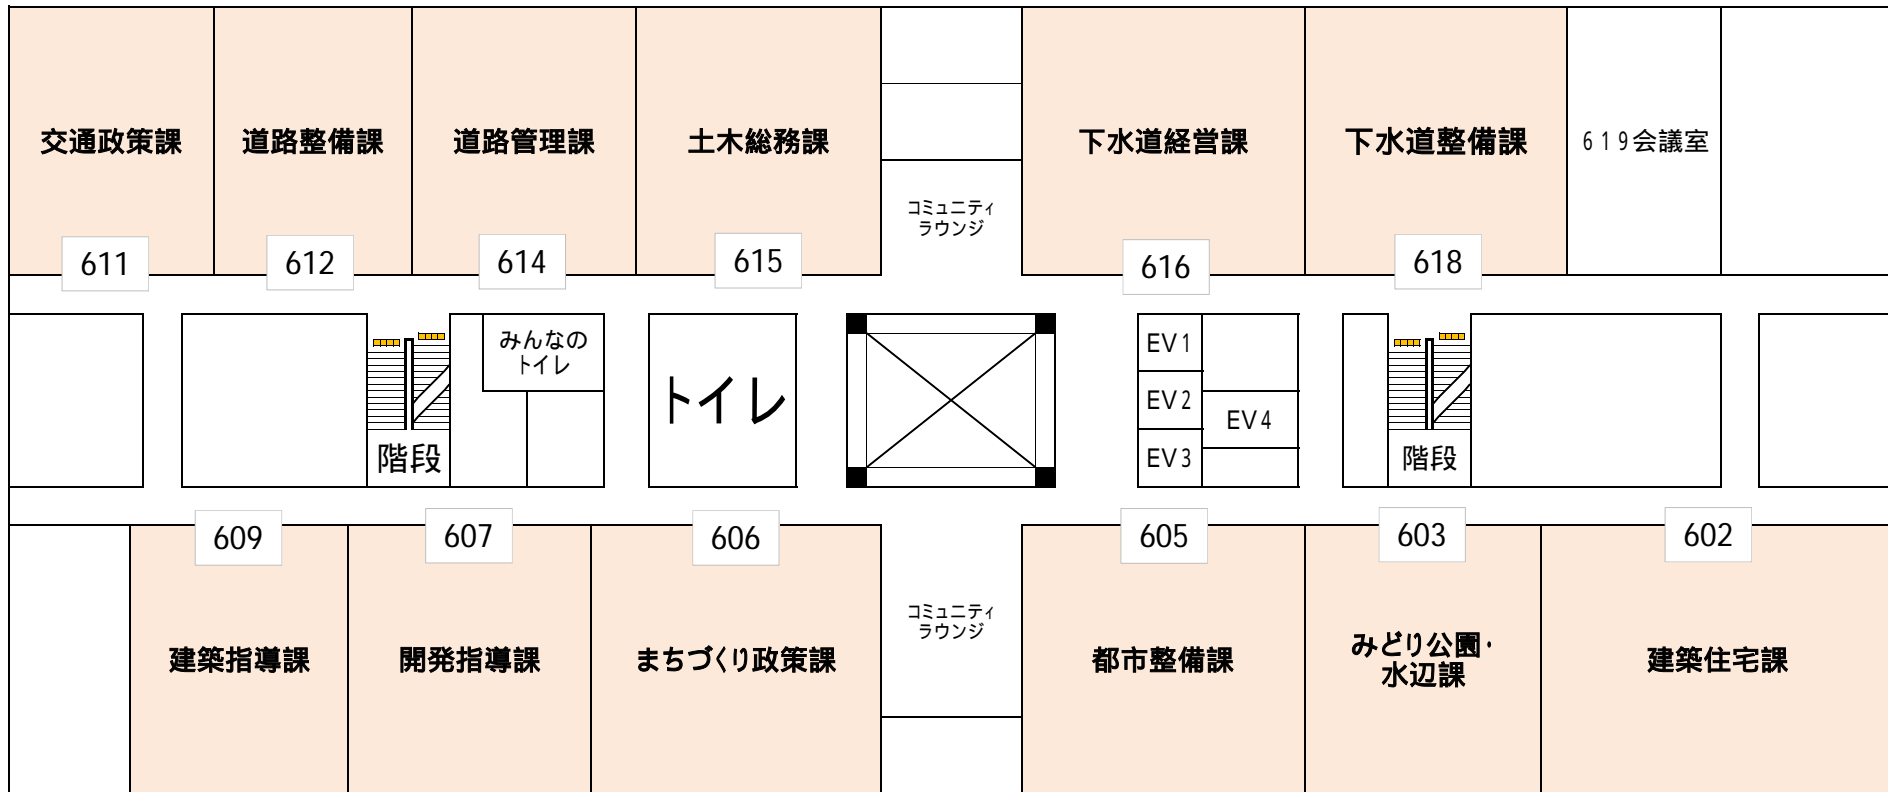 交通政策課
道路整備課
道路管理課
土木総務課
下水道経営課
下水道整備課
619会議室
コミュニティ
ラウンジ
611
612
614
615
616
618
みんなの
トイレ
トイレ
階段
EV1
EV2
EV3
EV4
階段
609
607
606
605
603
602
建築指導課
開発指導課
まちづくり政策課
コミュニティ
ラウンジ
都市整備課
みどり公園・
水辺課
建築住宅課